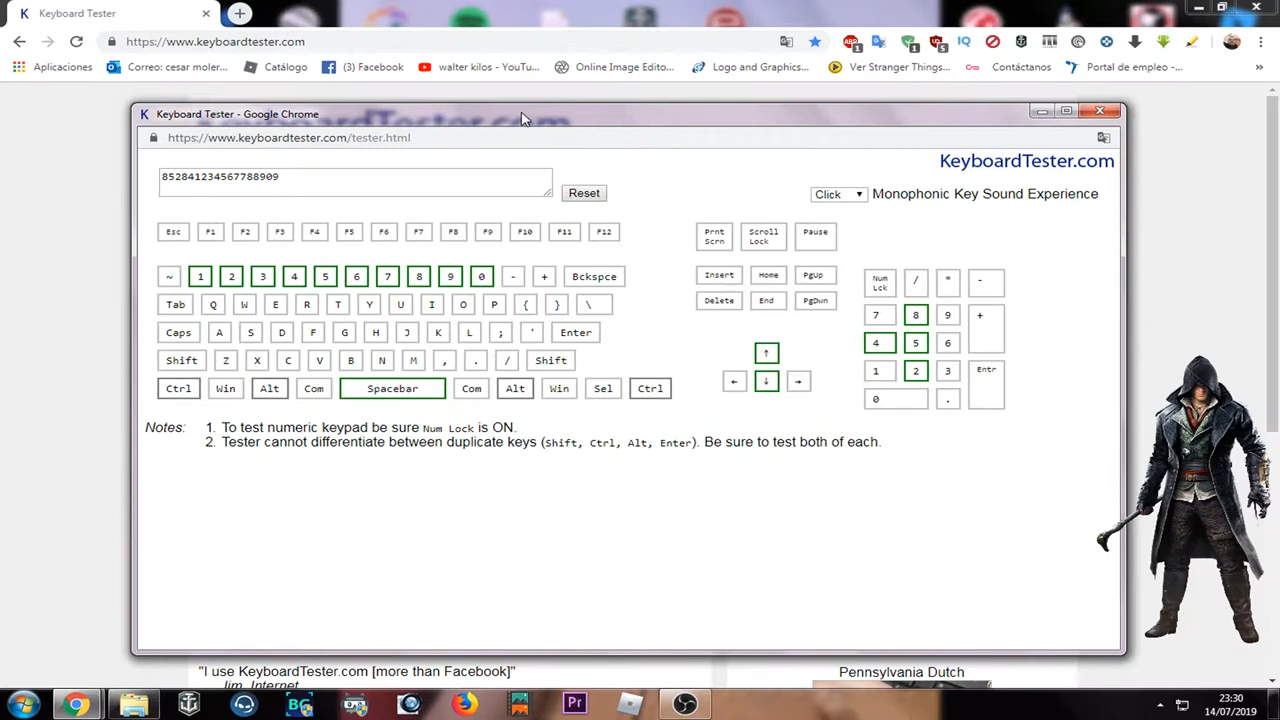 K Keyboard Tester × +
https://www.keyboardtester.com
Aplicaciones Correo: cesar moler... Catálogo (3) Facebook walter kilos - YouTu... Online Image Edito... Logo and Graphics... Ver Stranger Things... Contáctanos Portal de empleo -... »
K Keyboard Tester - Google Chrome
https://www.keyboardtester.com/tester.html
KeyboardTester.com
852841234567788909
Reset
Click ▼ Monophonic Key Sound Experience
Esc F1 F2 F3 F4 F5 F6 F7 F8 F9 F10 F11 F12 Prnt Scrn Scroll Lock Pause
~ 1 2 3 4 5 6 7 8 9 0 - + Bckspce Insert Home PgUp Num Lck / * -
Tab Q W E R T Y U I O P { } \ Delete End PgDwn 7 8 9 +
Caps A S D F G H J K L ; ' Enter 4 5 6
Shift Z X C V B N M , . / Shift ↑ 1 2 3 Entr
Ctrl Win Alt Com Spacebar Com Alt Win Sel Ctrl ← ↓ → 0 .
Notes: 1. To test numeric keypad be sure Num Lock is ON.
2. Tester cannot differentiate between duplicate keys (Shift, Ctrl, Alt, Enter). Be sure to test both of each.
"I use KeyboardTester.com [more than Facebook]"
Jim, Internet
Pennsylvania Dutch
23:30
14/07/2019